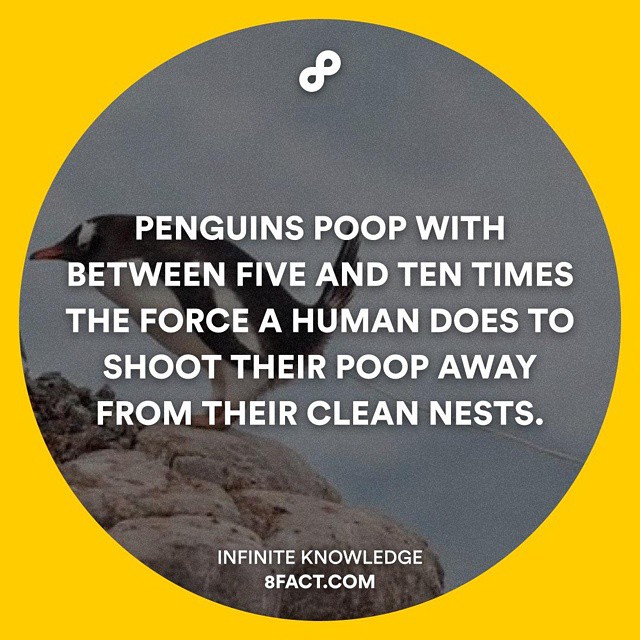 PENGUINS POOP WITH
BETWEEN FIVE AND TEN TIMES
THE FORCE A HUMAN DOES TO
SHOOT THEIR POOP AWAY
FROM THEIR CLEAN NESTS.
INFINITE KNOWLEDGE
8FACT.COM